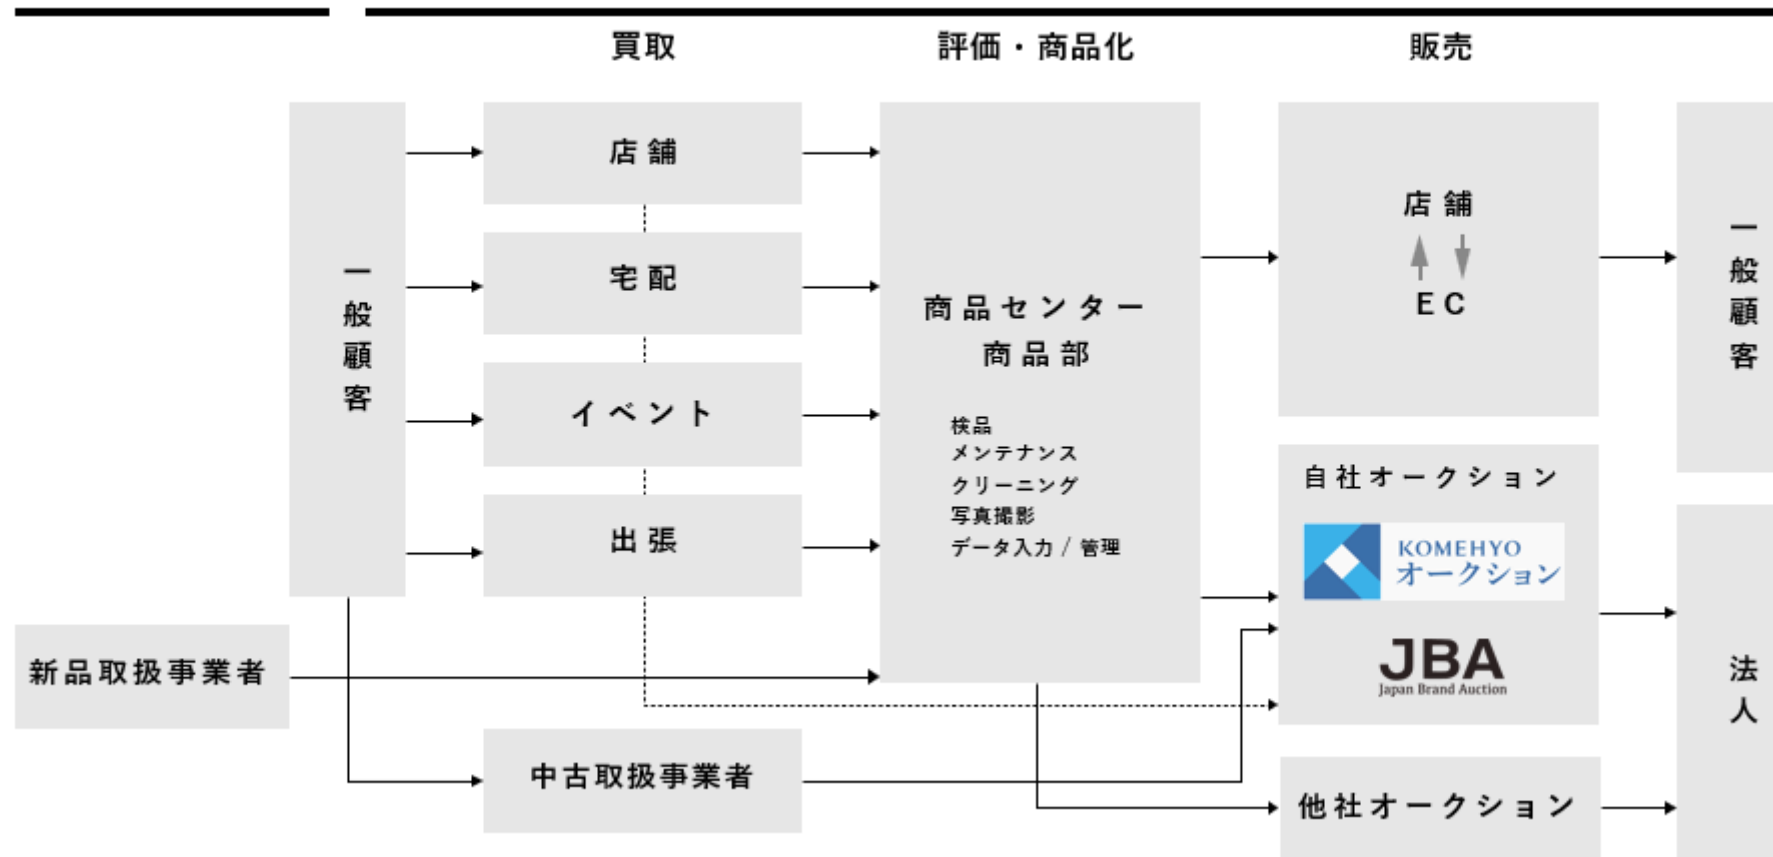 買取
評価・商品化
販売
一般顧客
店舗
宅配
イベント
出張
新品取扱事業者
中古取扱事業者
商品センター
商品部
検品
メンテナンス
クリーニング
写真撮影
データ入力 / 管理
店舗
EC
自社オークション
KOMEHYO
オークション
JBA
Japan Brand Auction
他社オークション
一般顧客
法人